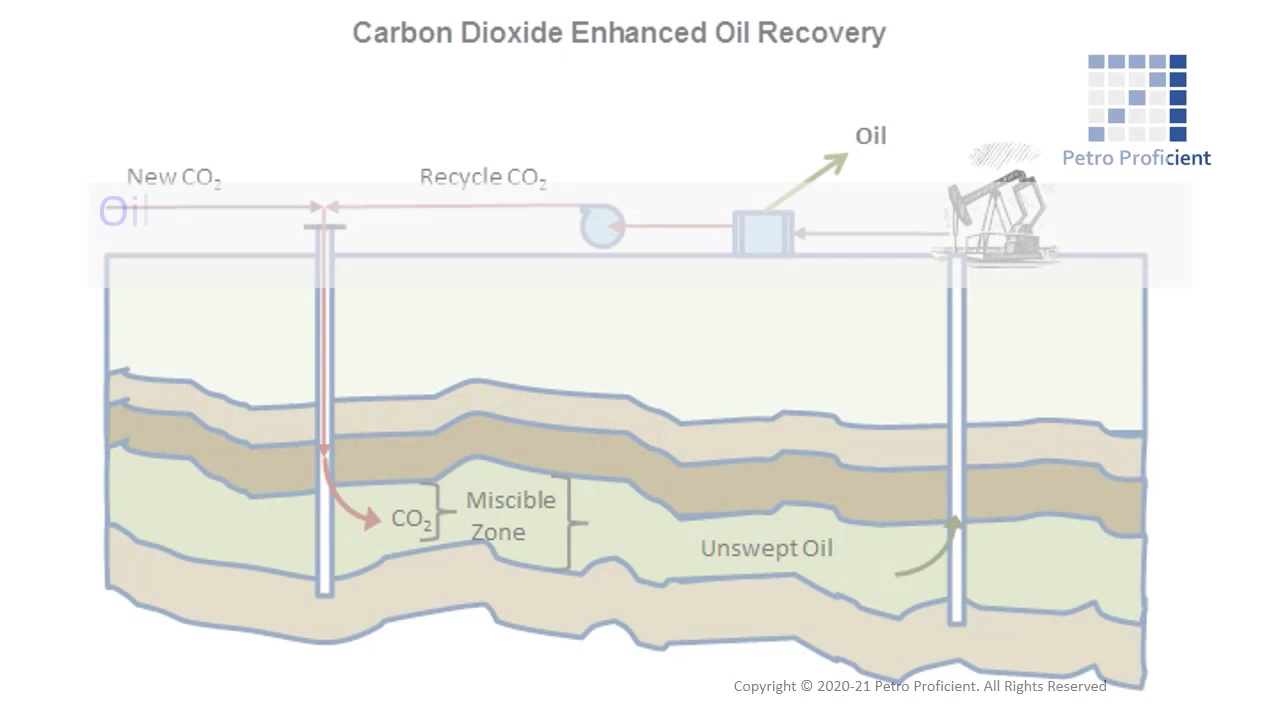 Carbon Dioxide Enhanced Oil Recovery
Petro Proficient
Oil
New CO₂
Recycle CO₂
Oil
CO₂
Miscible
Zone
Unswept Oil
Copyright © 2020-21 Petro Proficient. All Rights Reserved